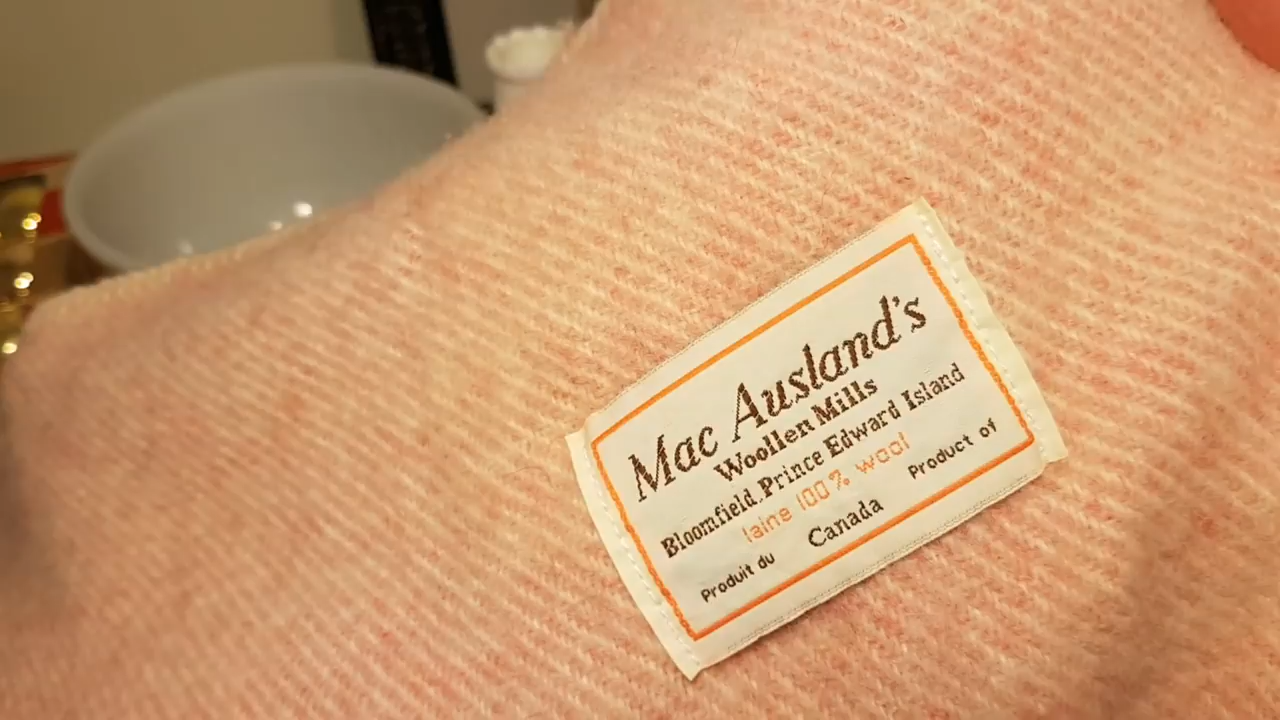 Mac Ausland's
Woollen Mills
Bloomfield, Prince Edward Island
laine 100% wool
Produit du Canada Product of